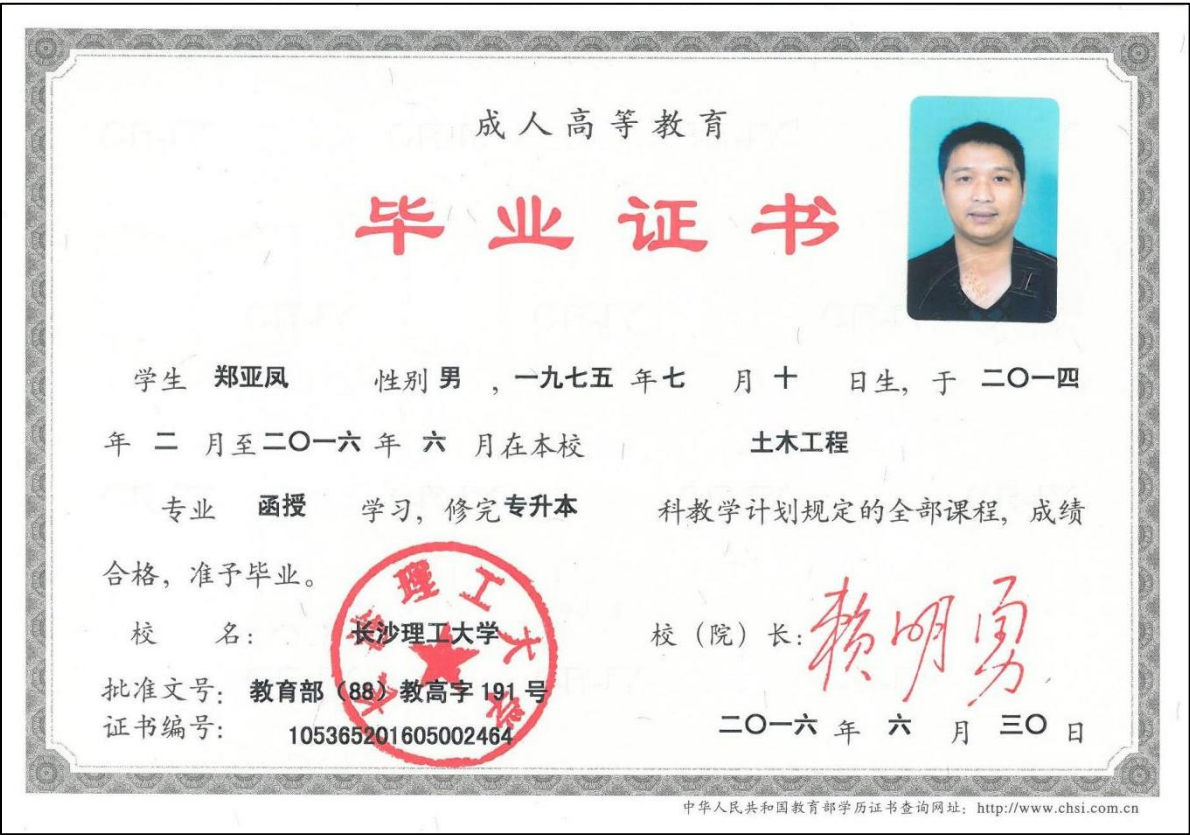 成人高等教育
毕业证书
学生 郑亚凤 性别 男 ，一九七五 年 七 月 十 日生，于 二〇一四
年 二 月至 二〇一六 年 六 月在本校 土木工程
专业 函授 学习，修完 专升本 科教学计划规定的全部课程，成绩
合格，准予毕业。
校 名： 长沙理工大学 校（院）长：赖明勇
批准文号：教育部（88）教高字 191 号
证书编号： 105365201605002464 二〇一六 年 六 月 三〇 日
长沙理工大学
中华人民共和国教育部学历证书查询网址：http://www.chsi.com.cn